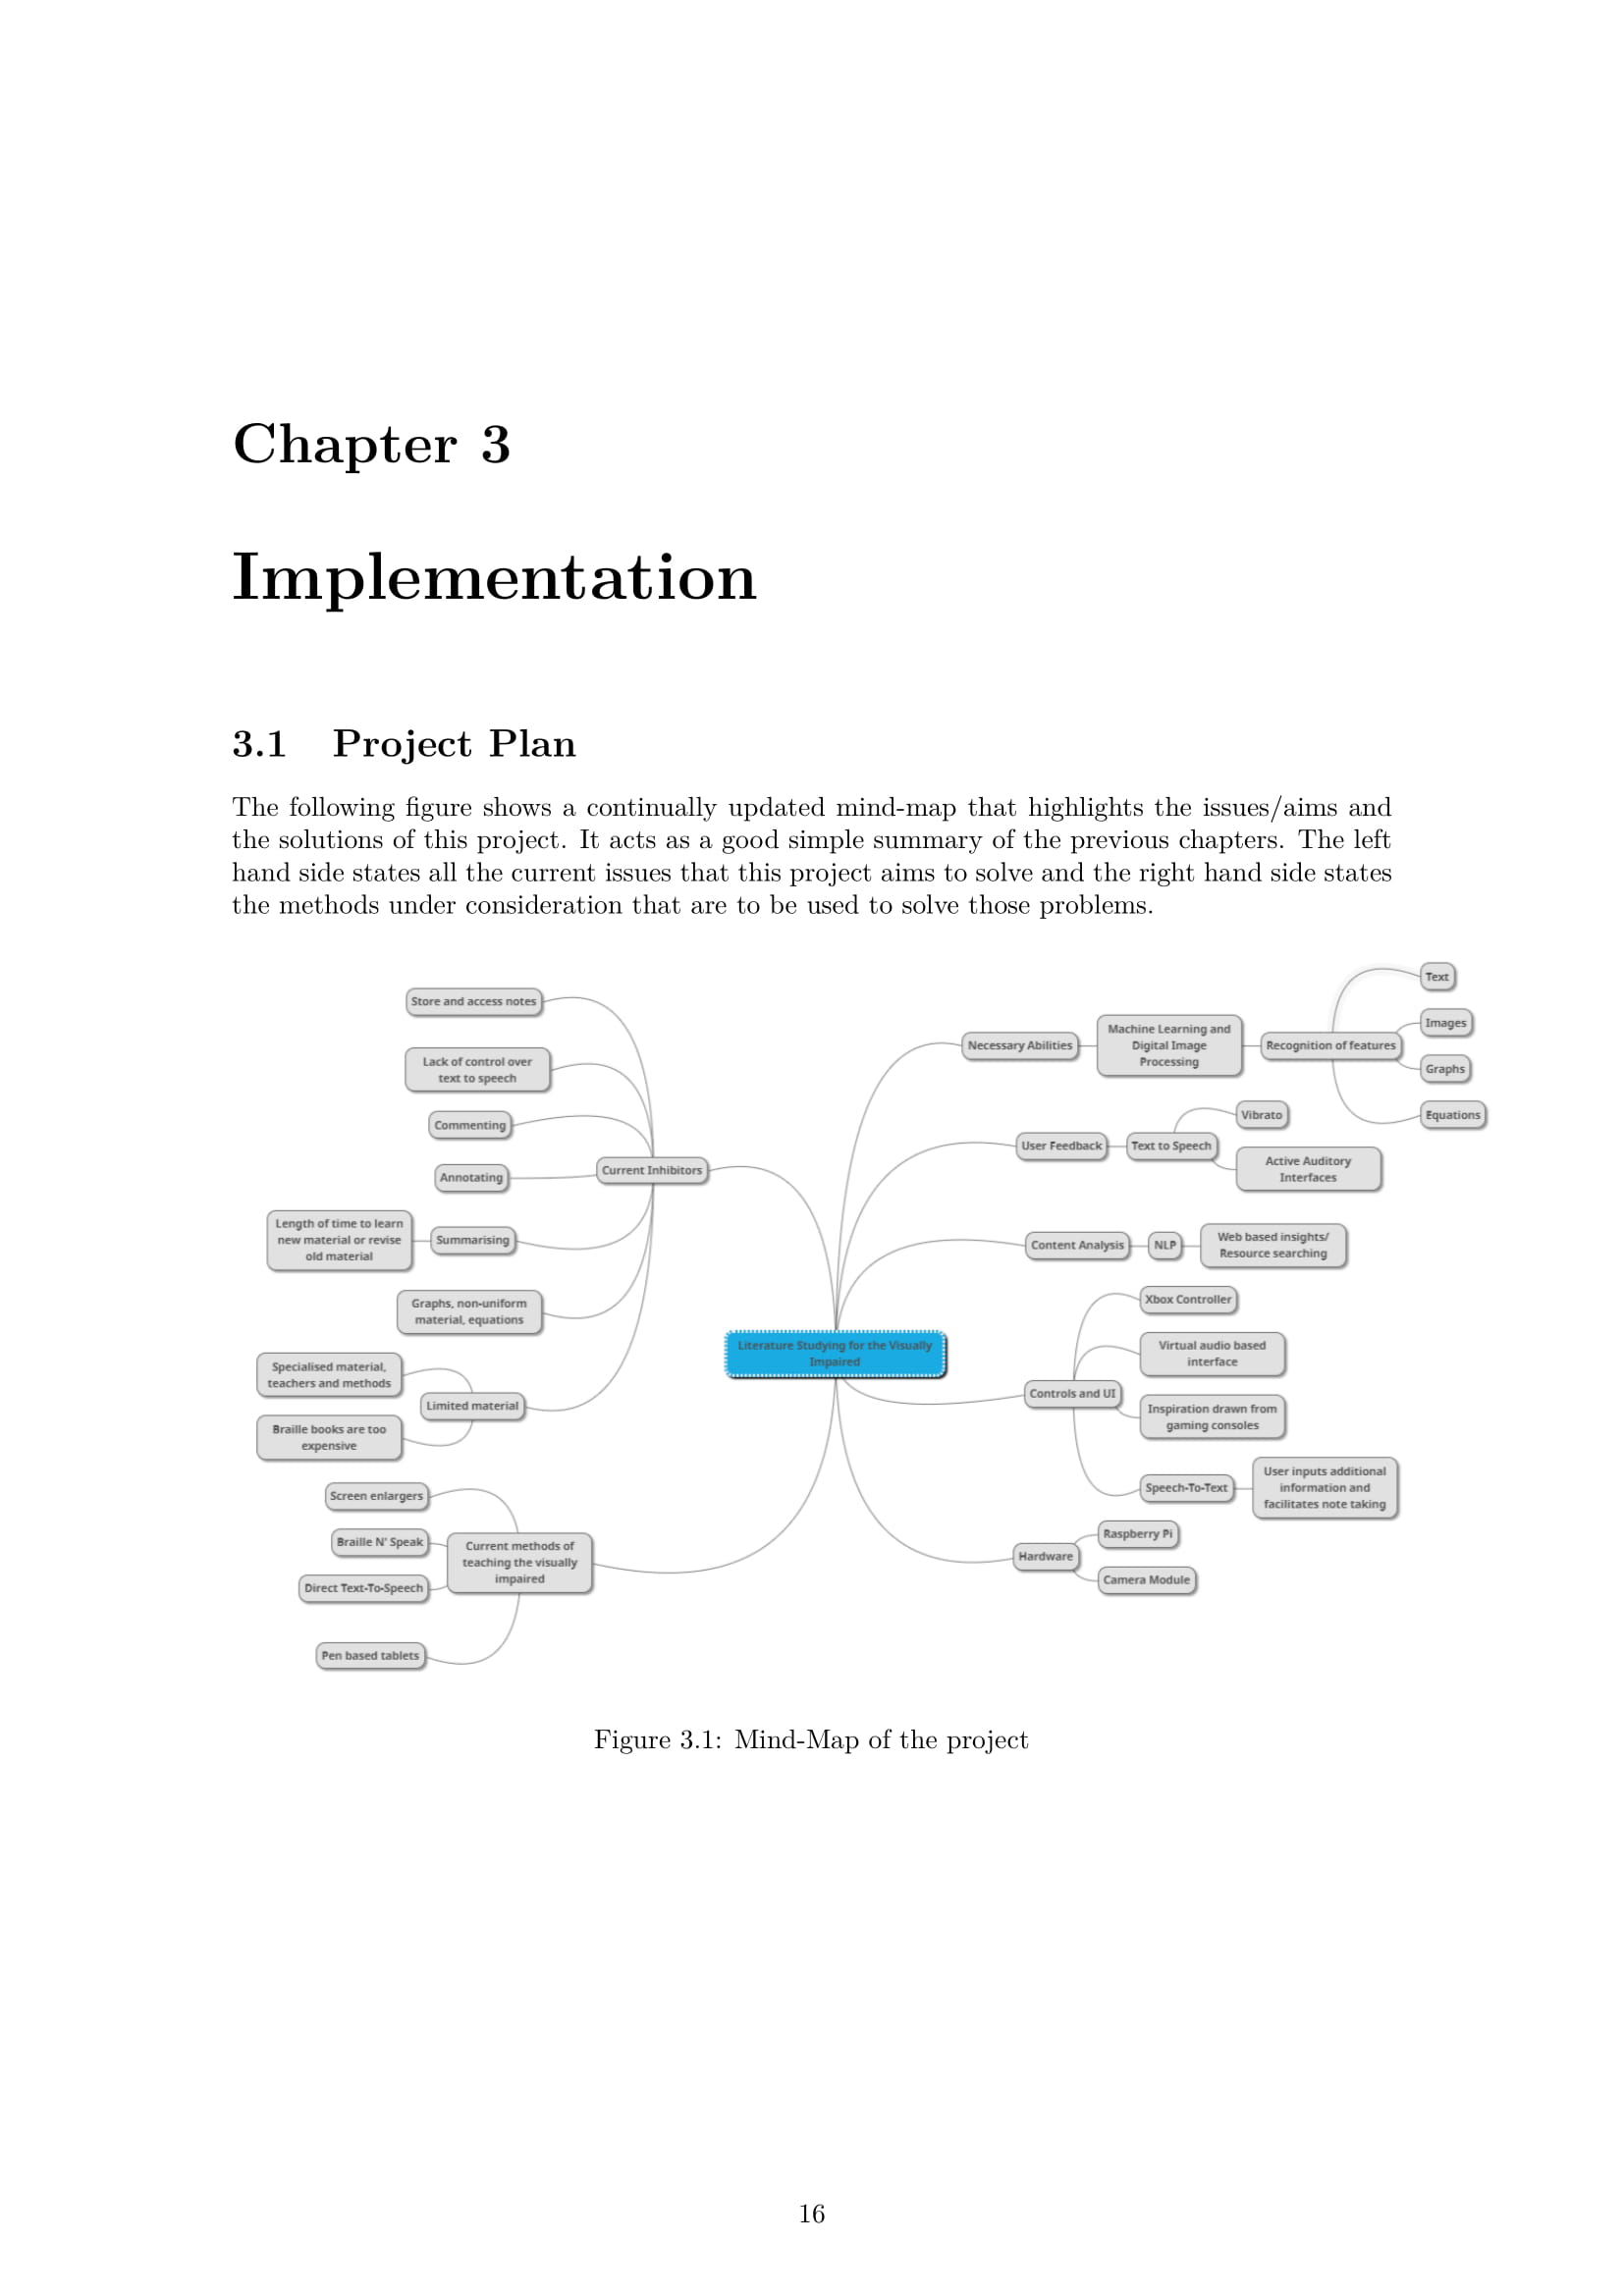 Chapter 3
Implementation
3.1 Project Plan
The following figure shows a continually updated mind-map that highlights the issues/aims and
the solutions of this project. It acts as a good simple summary of the previous chapters. The left
hand side states all the current issues that this project aims to solve and the right hand side states
the methods under consideration that are to be used to solve those problems.
Store and access notes
Lack of control over
text to speech
Commenting
Annotating
Current Inhibitors
Length of time to learn
new material or revise
old material
Summarising
Graphs, non-uniform
material, equations
Specialised material,
teachers and methods
Limited material
Braille books are too
expensive
Screen enlargers
Braille N' Speak
Direct Text-To-Speech
Pen based tablets
Current methods of
teaching the visually
impaired
Literature Studying for the Visually
Impaired
Necessary Abilities
Machine Learning and
Digital Image
Processing
Recognition of features
Text
Images
Graphs
Equations
User Feedback
Text to Speech
Vibrato
Active Auditory
Interfaces
Content Analysis
NLP
Web based insights/
Resource searching
Controls and UI
Xbox Controller
Virtual audio based
interface
Inspiration drawn from
gaming consoles
Speech-To-Text
User inputs additional
information and
facilitates note taking
Hardware
Raspberry Pi
Camera Module
Figure 3.1: Mind-Map of the project
16